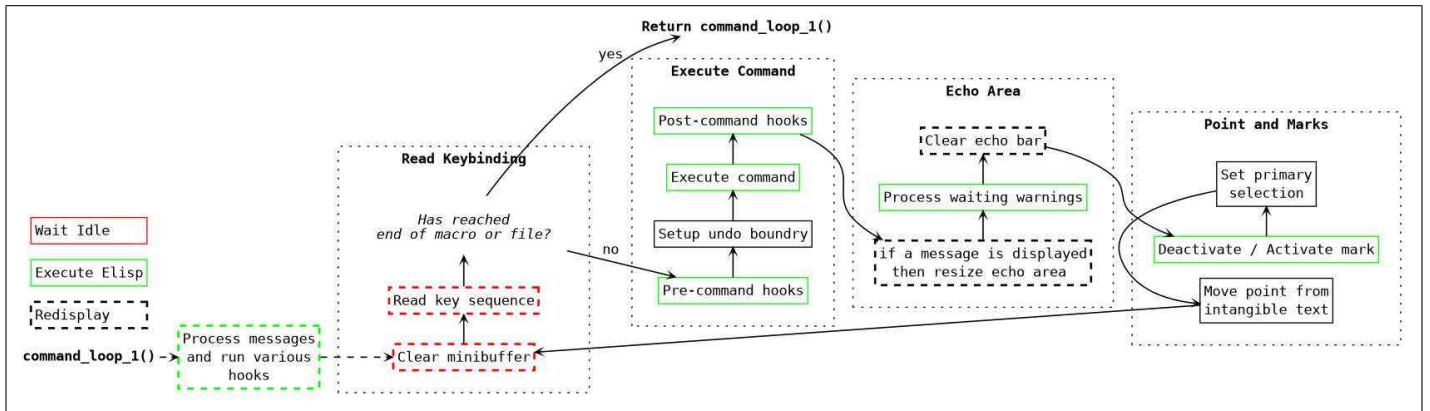 Return command_loop_1()
yes
Execute Command
Post-command hooks
Execute command
Setup undo boundry
Pre-command hooks
Echo Area
Clear echo bar
Process waiting warnings
if a message is displayed
then resize echo area
Point and Marks
Set primary
selection
Deactivate / Activate mark
Move point from
intangible text
Read Keybinding
Has reached
end of macro or file?
no
Read key sequence
Clear minibuffer
Wait Idle
Execute Elisp
Redisplay
command_loop_1()
Process messages
and run various
hooks